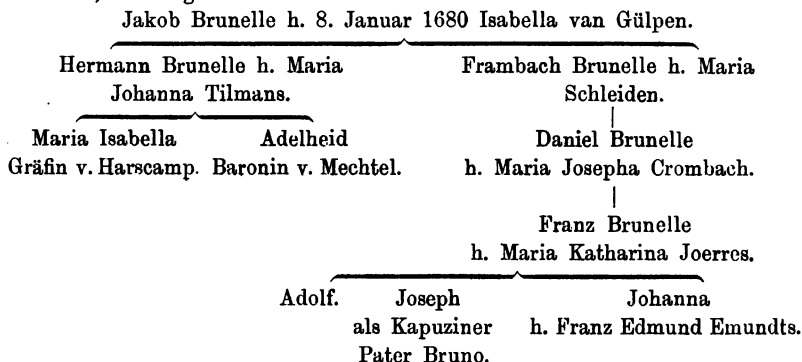 Jakob Brunelle h. 8. Januar 1680 Isabella van Gülpen.
Hermann Brunelle h. Maria
Johanna Tilmans.
Frambach Brunelle h. Maria
Schleiden.
Maria Isabella
Gräfin v. Harscamp.
Adelheid
Baronin v. Mechtel.
Daniel Brunelle
h. Maria Josepha Crombach.
Franz Brunelle
h. Maria Katharina Joerres.
Adolf.
Joseph
als Kapuziner
Pater Bruno.
Johanna
h. Franz Edmund Emundts.